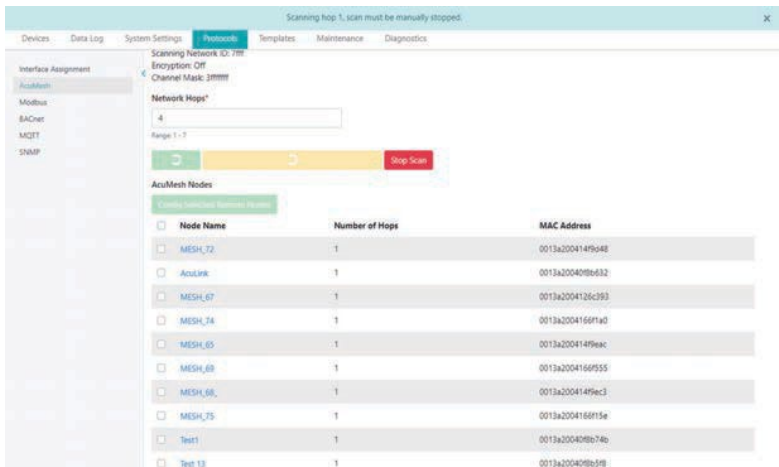 Scanning hop 1, scan must be manually stopped.
Devices Data Log System Settings Protocols Templates Maintenance Diagnostics
Interface Assignment
AcuMesh
Modbus
BACnet
MQTT
SNMP
Scanning Network ID: 7fff
Encryption: Off
Channel Mask:
Network Hops*
4
Range: 1 - 7
Stop Scan
AcuMesh Nodes
Config Selected Remote Nodes
Node Name Number of Hops MAC Address
MESH_72 1 0013a200414f9d48
AcuLink 1 0013a20040f8b632
MESH_67 1 0013a2004126c393
MESH_74 1 0013a2004166f1a0
MESH_65 1 0013a200414f9eac
MESH_69 1 0013a2004166f555
MESH_68_ 1 0013a200414f9ec3
MESH_75 1 0013a2004166f15e
Test1 1 0013a20040f8b74b
Test 13 1 0013a20040f8b5f8